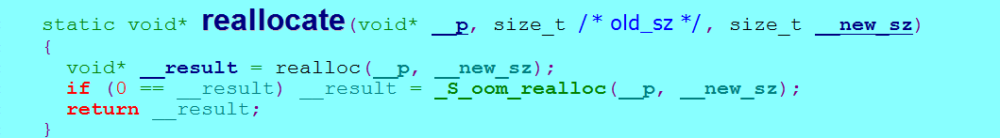 static void* reallocate(void* __p, size_t /* old_sz */, size_t __new_sz)
{
  void* __result = realloc(__p, __new_sz);
  if (0 == __result) __result = _S_oom_realloc(__p, __new_sz);
  return __result;
}